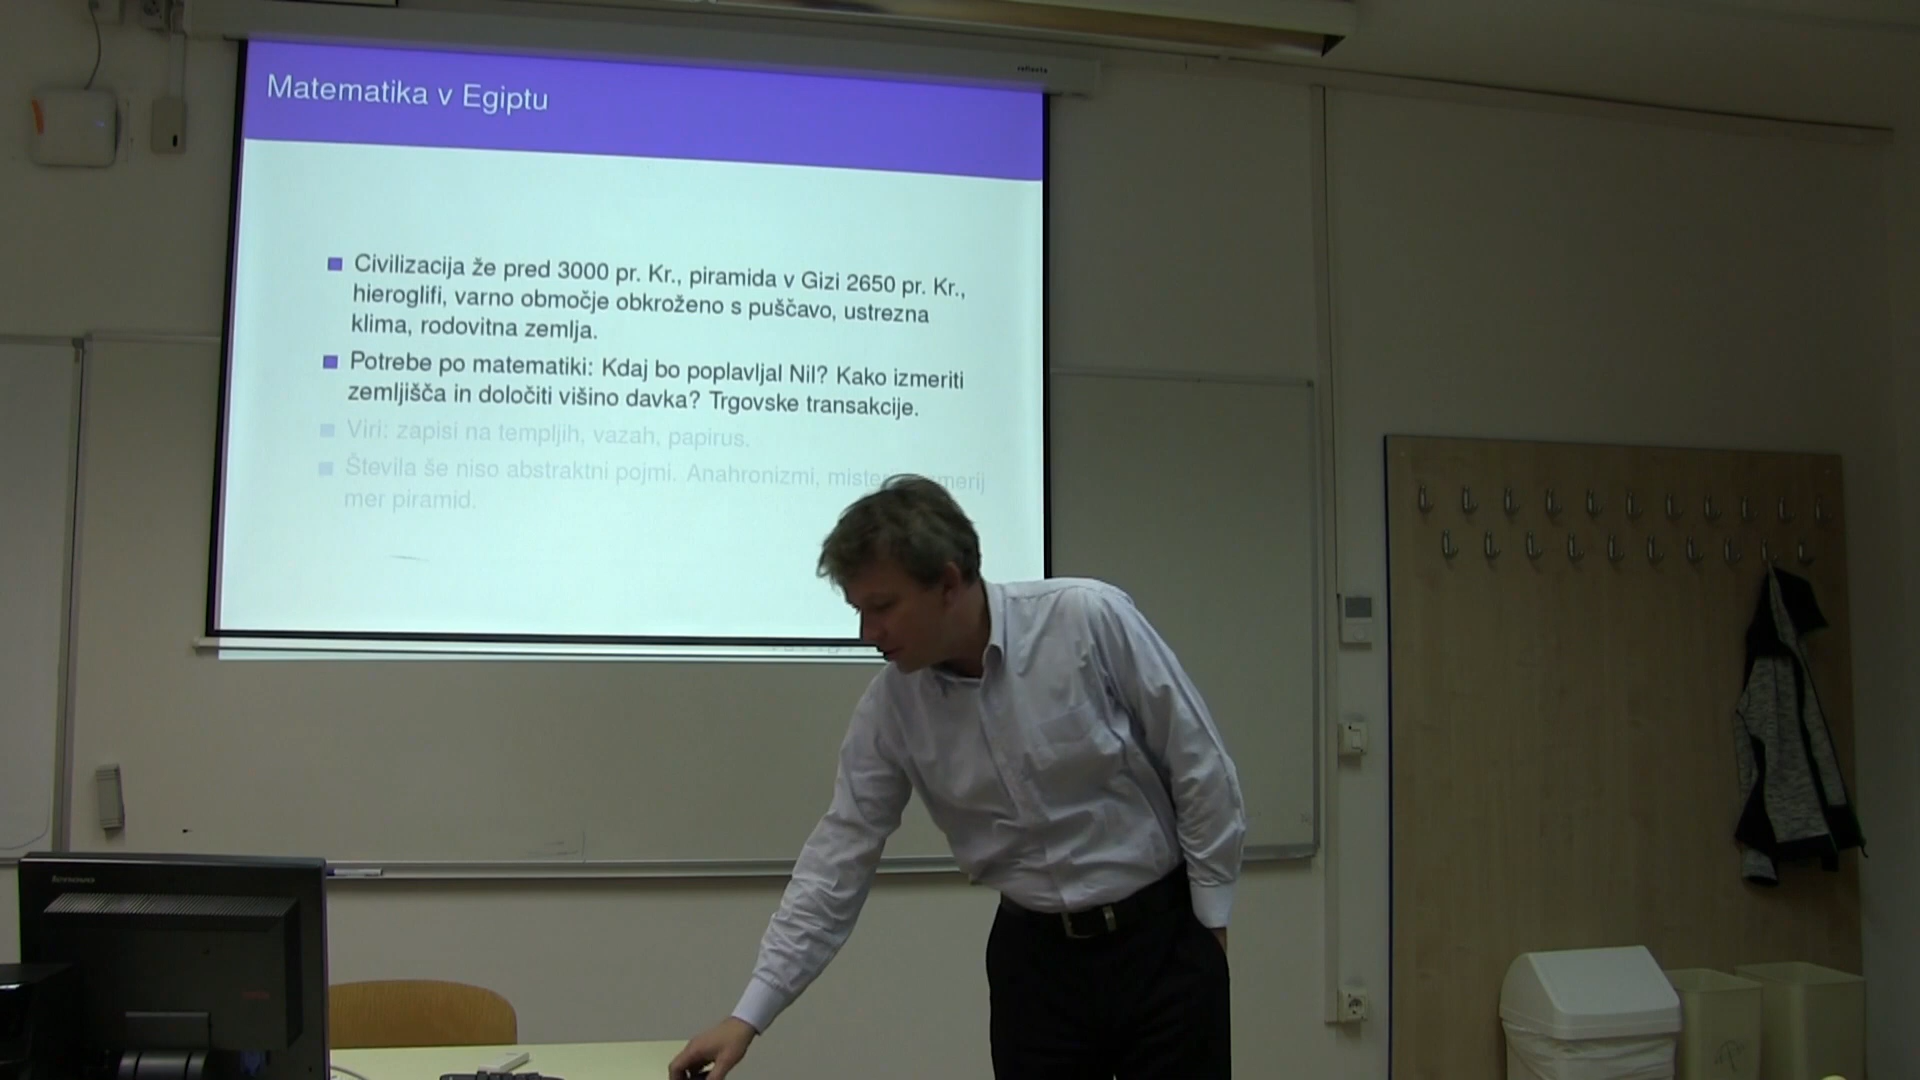 reflecta
Matematika v Egiptu
Civilizacija že pred 3000 pr. Kr., piramida v Gizi 2650 pr. Kr.,
hieroglifi, varno območje obkroženo s puščavo, ustrezna
klima, rodovitna zemlja.
Potrebe po matematiki: Kdaj bo poplavljal Nil? Kako izmeriti
zemljišča in določiti višino davka? Trgovske transakcije.
Viri: zapisi na templjih, vazah, papirus.
Števila še niso abstraktni pojmi. Anahronizmi,
mer piramid.
lenovo